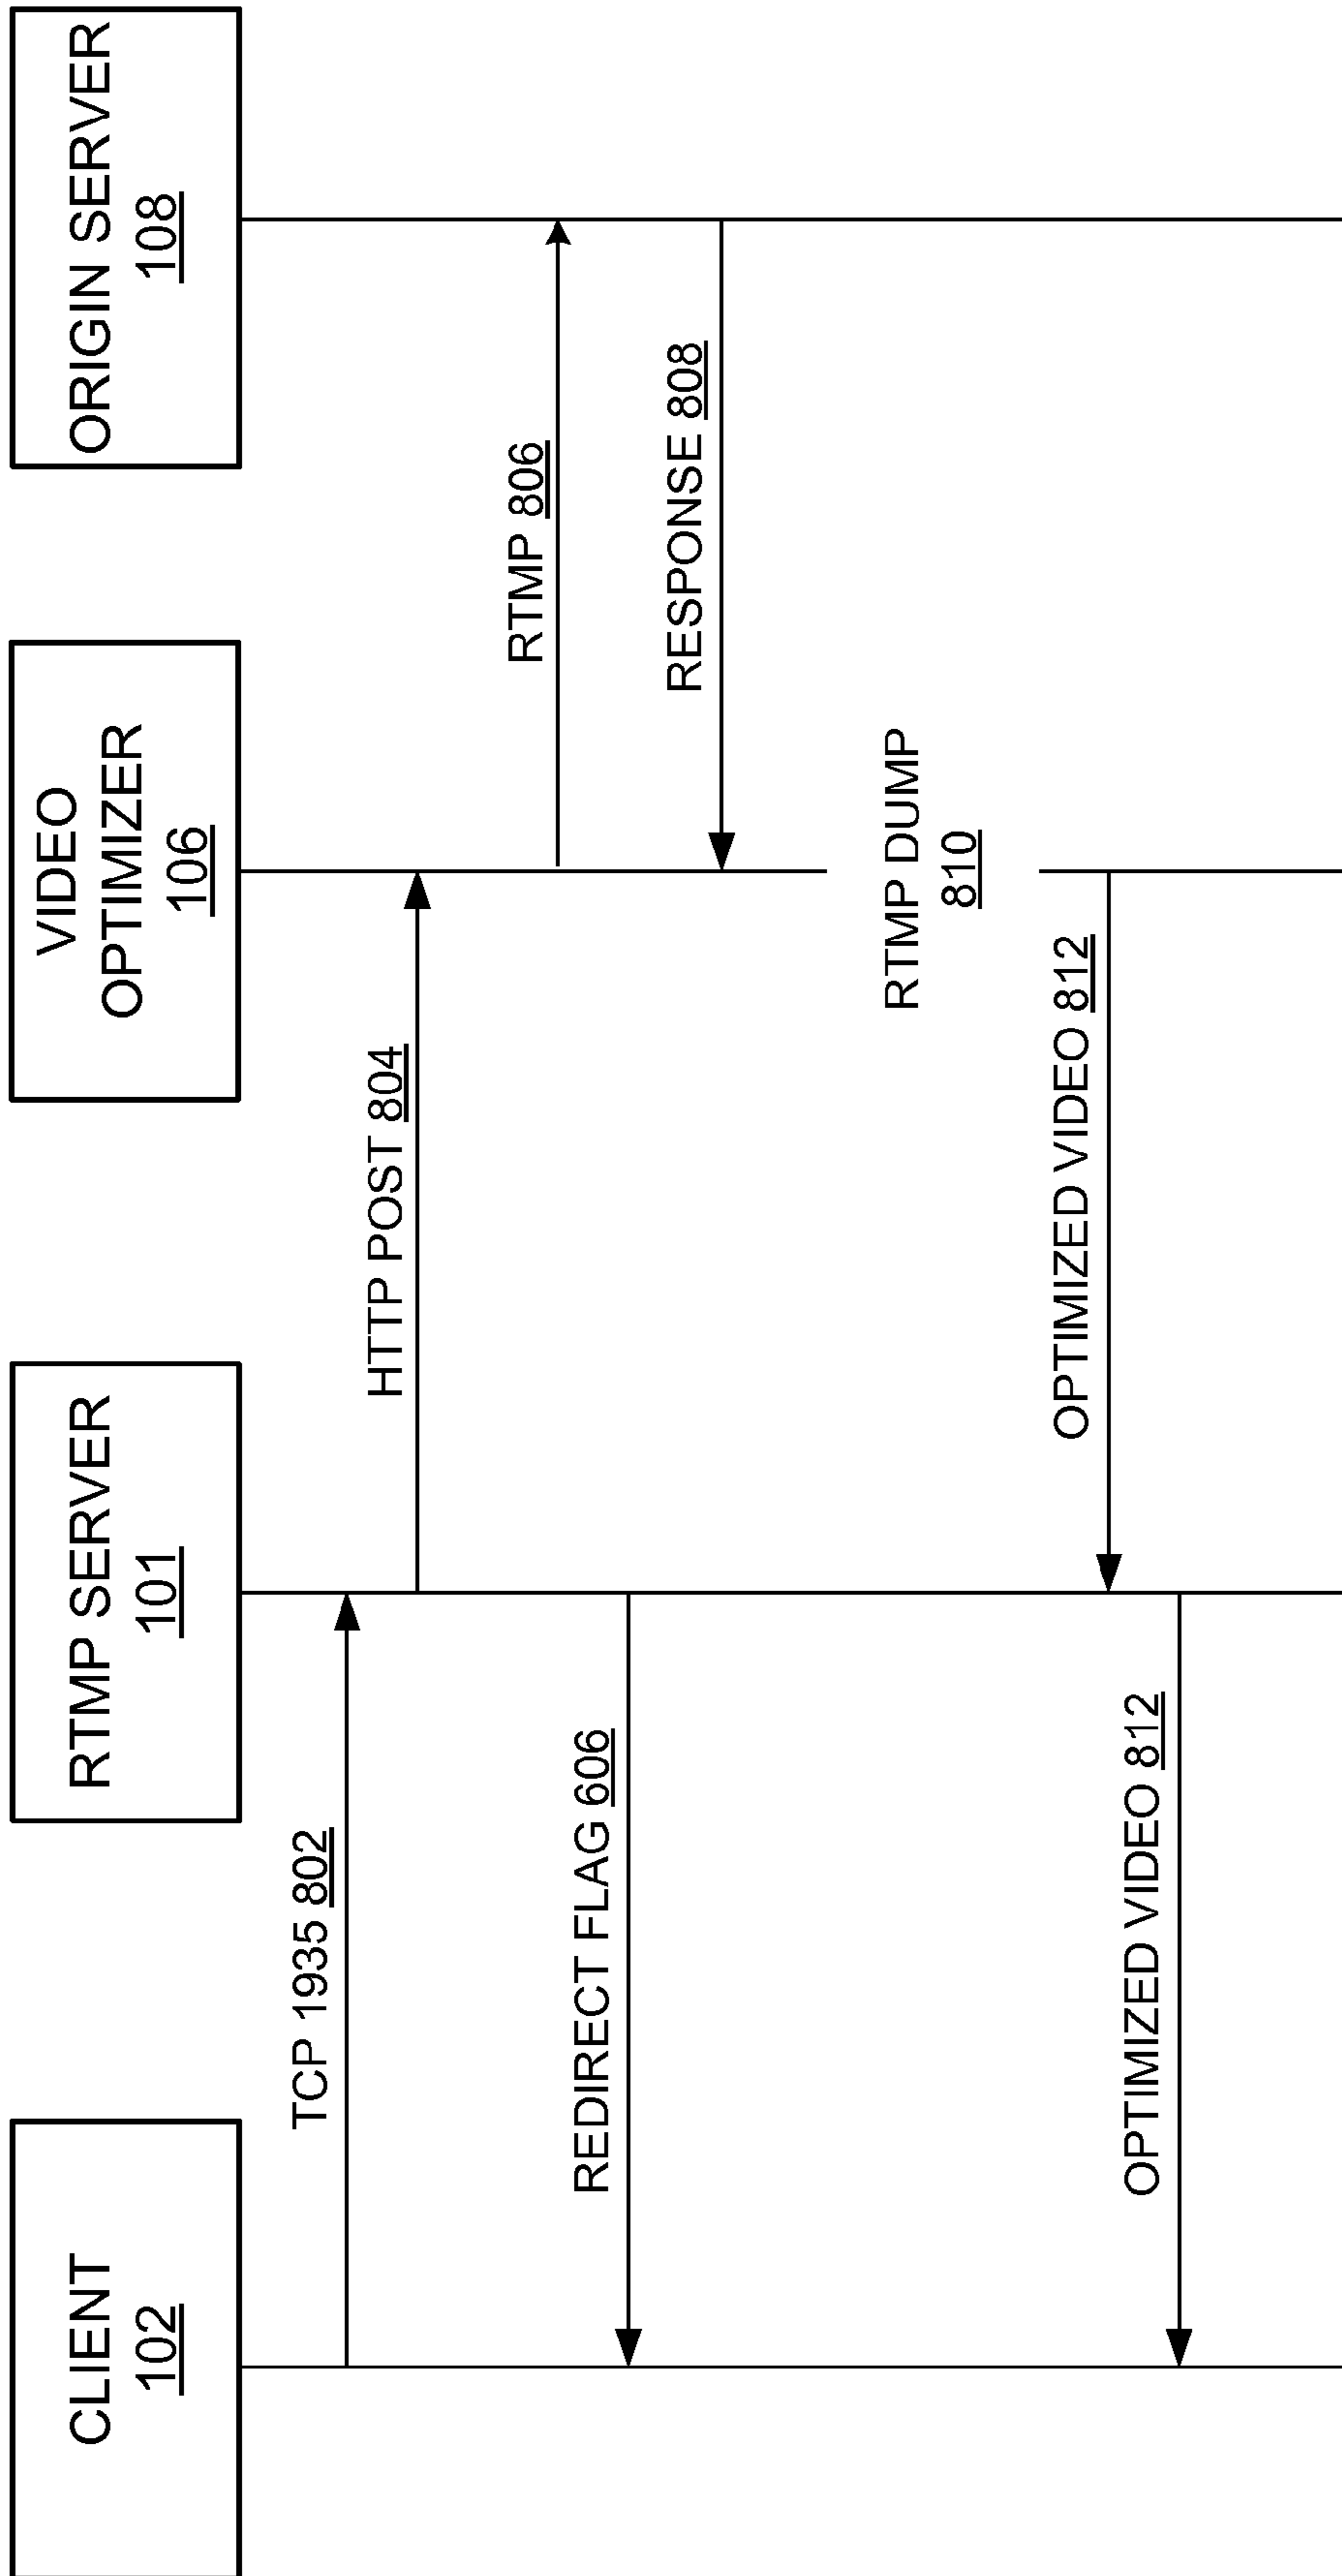 CLIENT
102
RTMP SERVER
101
VIDEO
OPTIMIZER
106
ORIGIN SERVER
108
TCP 1935 802
HTTP POST 804
RTMP 806
REDIRECT FLAG 606
RESPONSE 808
RTMP DUMP
810
OPTIMIZED VIDEO 812
OPTIMIZED VIDEO 812